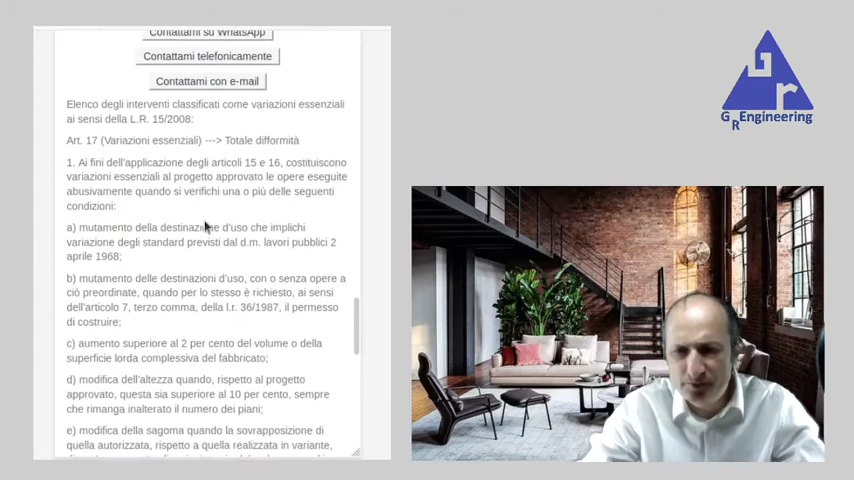 Contattami su WhatsApp
Contattami telefonicamente
Contattami con e-mail
Elenco degli interventi classificati come variazioni essenziali
ai sensi della L.R. 15/2008:
Art. 17 (Variazioni essenziali) ---> Totale difformità
1. Ai fini dell'applicazione degli articoli 15 e 16, costituiscono
variazioni essenziali al progetto approvato le opere eseguite
abusivamente quando si verifichi una o più delle seguenti
condizioni:
a) mutamento della destinazione d'uso che implichi
variazione degli standard previsti dal d.m. lavori pubblici 2
aprile 1968;
b) mutamento delle destinazioni d'uso, con o senza opere a
ciò preordinate, quando per lo stesso è richiesto, ai sensi
dell'articolo 7, terzo comma, della l.r. 36/1987, il permesso
di costruire;
c) aumento superiore al 2 per cento del volume o della
superficie lorda complessiva del fabbricato;
d) modifica dell'altezza quando, rispetto al progetto
approvato, questa sia superiore al 10 per cento, sempre
che rimanga inalterato il numero dei piani;
e) modifica della sagoma quando la sovrapposizione di
quella autorizzata, rispetto a quella realizzata in variante,
G r
GREngineering